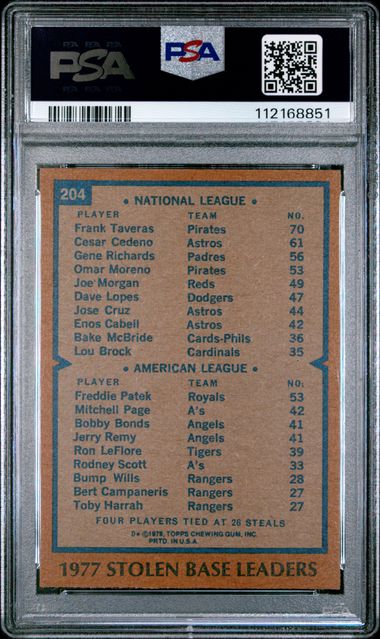 PSA
PSA
112168851
204
• NATIONAL LEAGUE •
PLAYER TEAM NO.
Frank Taveras Pirates 70
Cesar Cedeno Astros 61
Gene Richards Padres 56
Omar Moreno Pirates 53
Joe Morgan Reds 49
Dave Lopes Dodgers 47
Jose Cruz Astros 44
Enos Cabell Astros 42
Bake McBride Cards-Phils 36
Lou Brock Cardinals 35
• AMERICAN LEAGUE •
PLAYER TEAM NO.
Freddie Patek Royals 53
Mitchell Page A's 42
Bobby Bonds Angels 41
Jerry Remy Angels 41
Ron LeFlore Tigers 39
Rodney Scott A's 33
Bump Wills Rangers 28
Bert Campaneris Rangers 27
Toby Harrah Rangers 27
FOUR PLAYERS TIED AT 26 STEALS
D* ©1978, TOPPS CHEWING GUM, INC.
PRTD. IN U.S.A.
1977 STOLEN BASE LEADERS